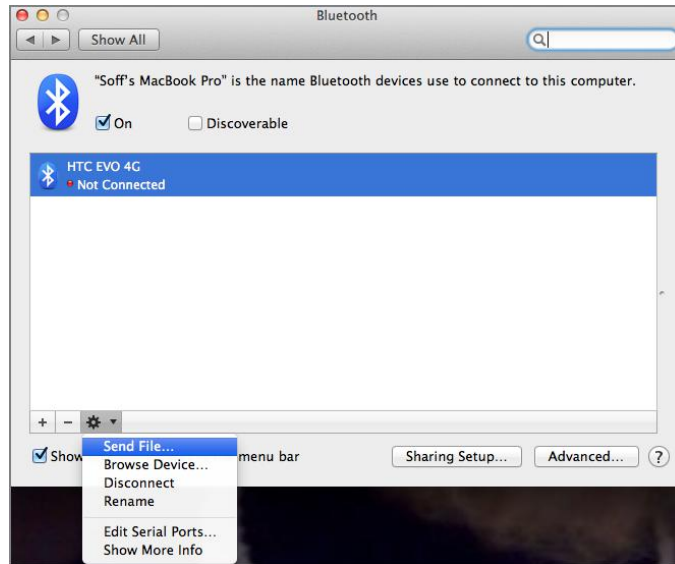 Bluetooth
Show All
"Soff's MacBook Pro" is the name Bluetooth devices use to connect to this computer.
On
Discoverable
HTC EVO 4G
Not Connected
+ −
Send File...
Show menu bar
Sharing Setup...
Advanced...
?
Browse Device...
Disconnect
Rename
Edit Serial Ports...
Show More Info